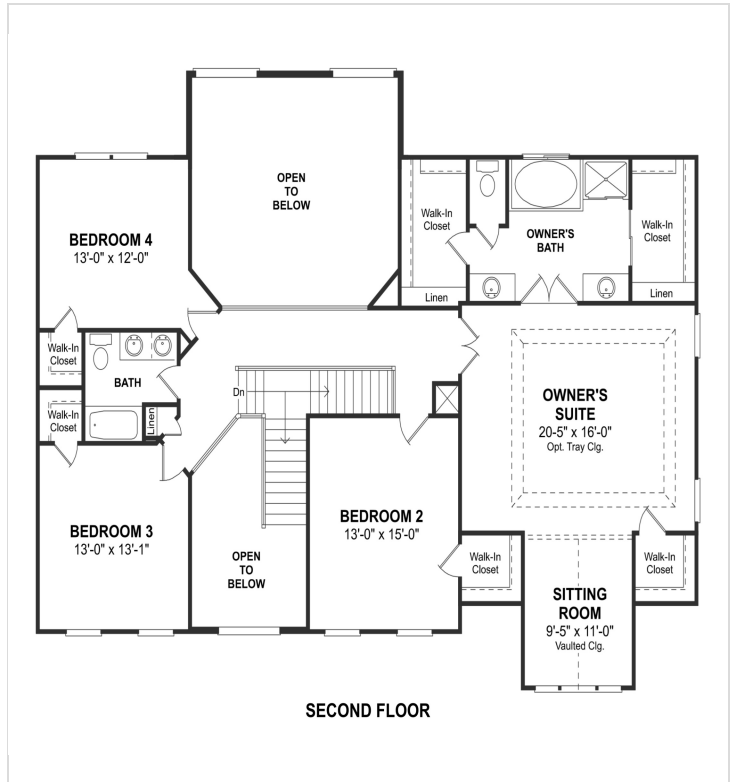 OPEN
TO
BELOW
BEDROOM 4
13'-0" x 12'-0"
Walk-In
Closet
Linen
OWNER'S
BATH
Walk-In
Closet
Linen
Walk-In
Closet
BATH
Walk-In
Closet
Linen
Dn
OWNER'S
SUITE
20-5" x 16'-0"
Opt. Tray Clg.
BEDROOM 3
13'-0" x 13'-1"
OPEN
TO
BELOW
BEDROOM 2
13'-0" x 15'-0"
Walk-In
Closet
SITTING
ROOM
9'-5" x 11'-0"
Vaulted Clg.
Walk-In
Closet
SECOND FLOOR